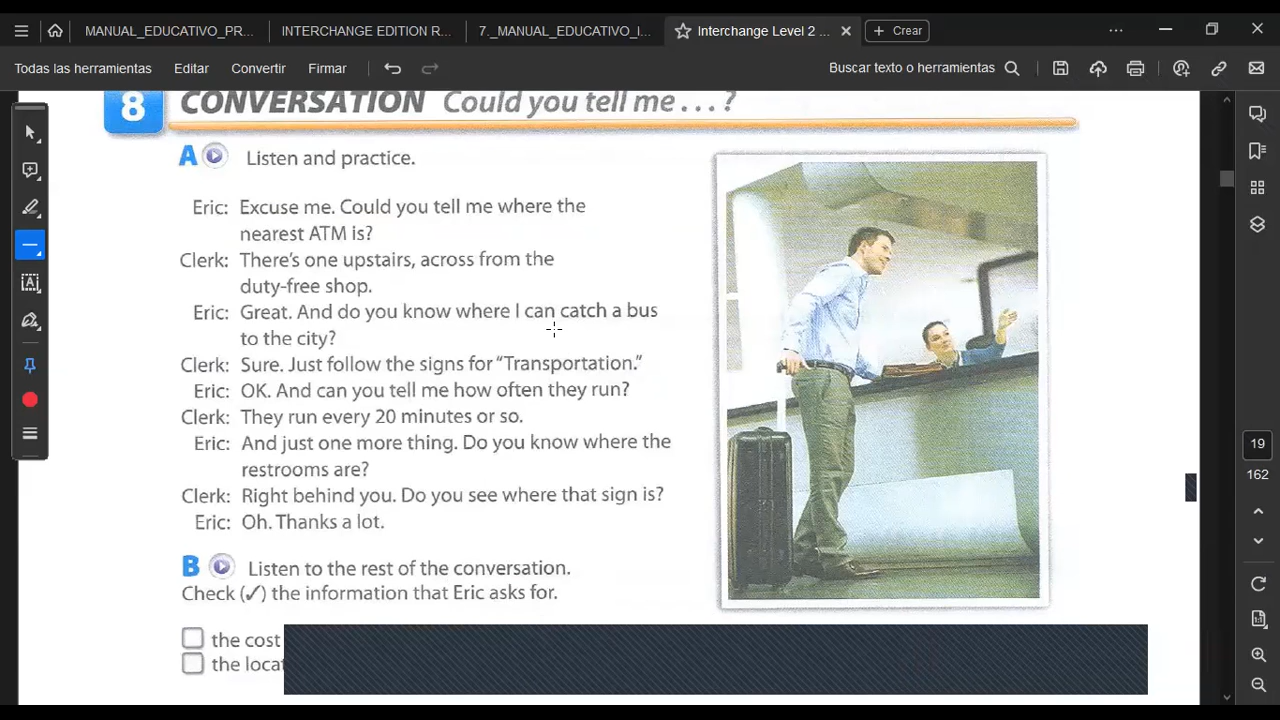 MANUAL_EDUCATIVO_PR...
INTERCHANGE EDITION R...
7._MANUAL_EDUCATIVO_I...
Interchange Level 2 ...
Crear
Todas las herramientas
Editar
Convertir
Firmar
Buscar texto o herramientas
8 CONVERSATION Could you tell me . . . ?
A Listen and practice.
Eric: Excuse me. Could you tell me where the
nearest ATM is?
Clerk: There's one upstairs, across from the
duty-free shop.
Eric: Great. And do you know where I can catch a bus
to the city?
Clerk: Sure. Just follow the signs for “Transportation.”
Eric: OK. And can you tell me how often they run?
Clerk: They run every 20 minutes or so.
Eric: And just one more thing. Do you know where the
restrooms are?
Clerk: Right behind you. Do you see where that sign is?
Eric: Oh. Thanks a lot.
B Listen to the rest of the conversation.
Check (✓) the information that Eric asks for.
the cost
the
19
162
1:1